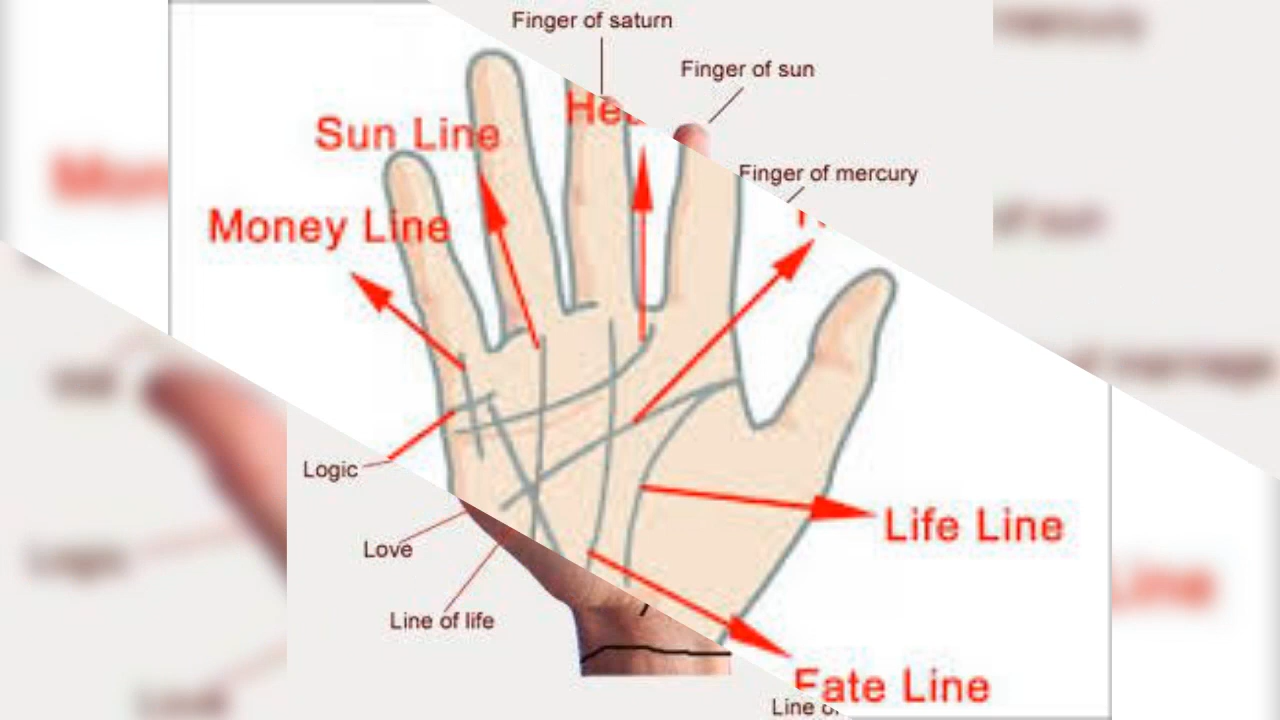 Finger of saturn
Finger of sun
Sun Line
Finger of mercury
Money Line
Logic
Life Line
Love
Line of life
Fate Line
Line